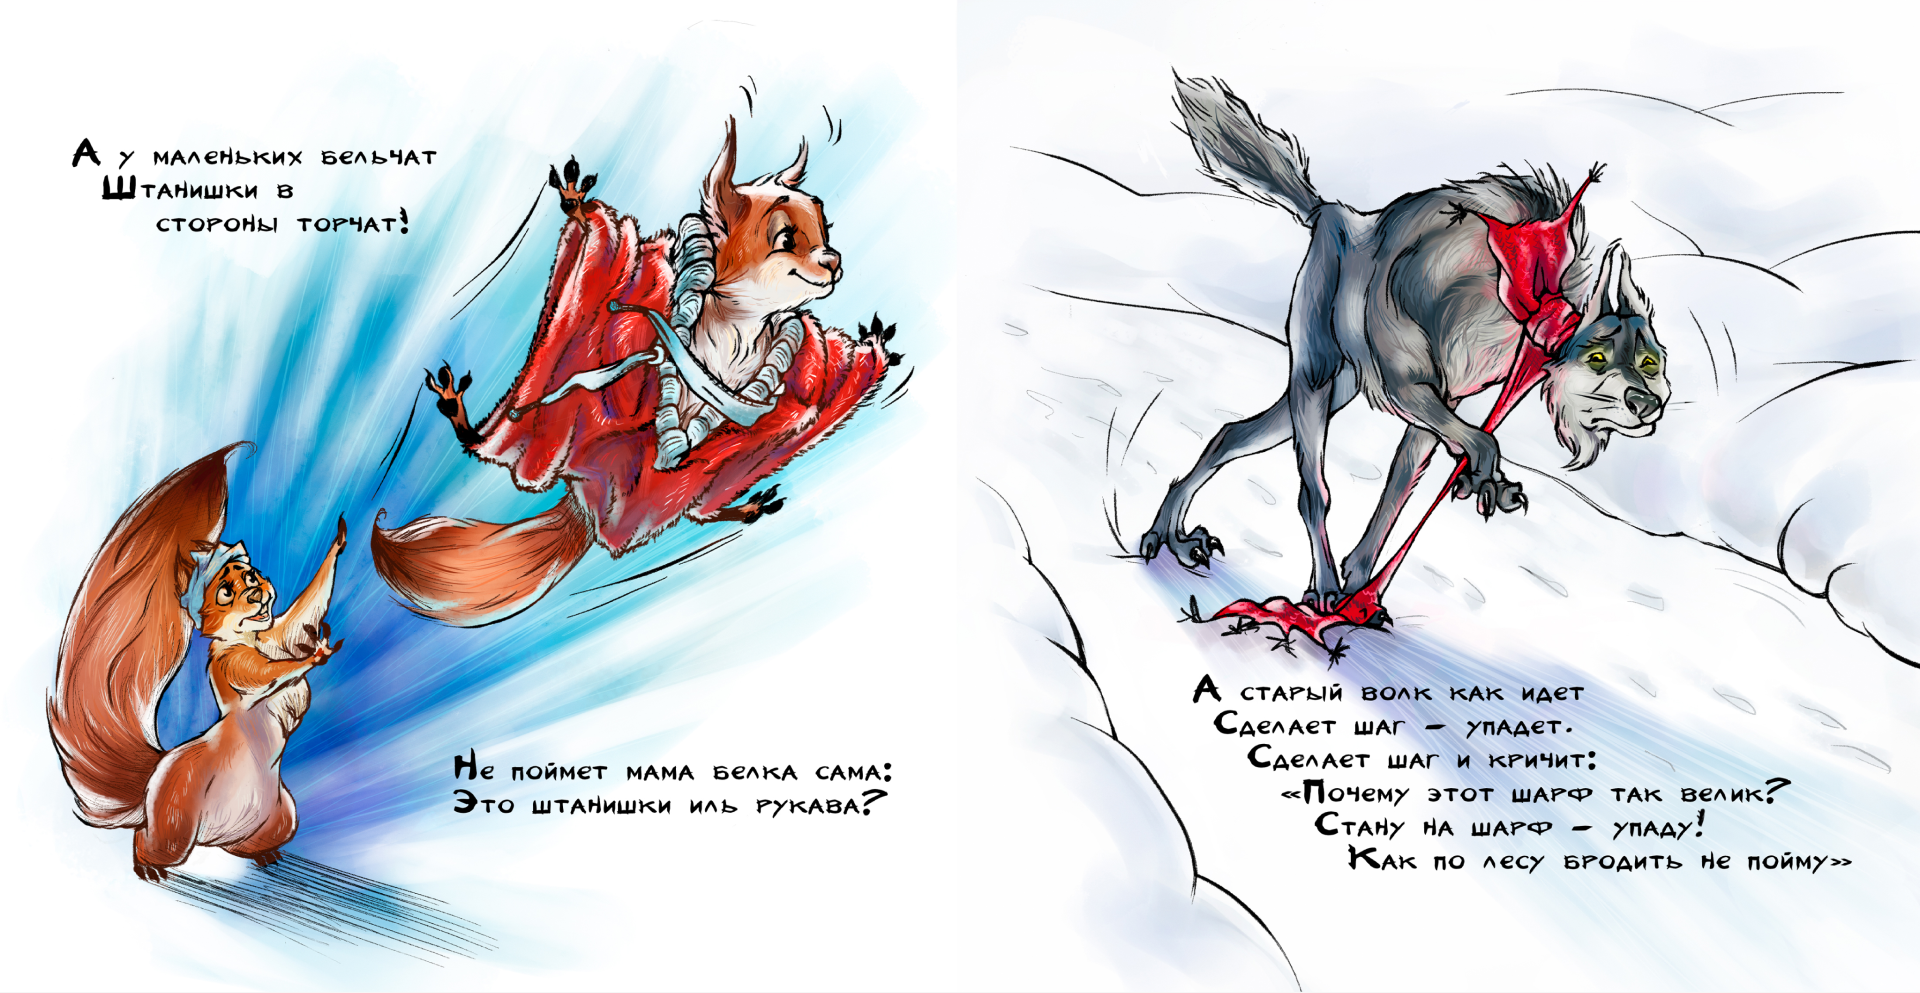 А у маленьких бельчат
Штанишки в
стороны торчат!
Не поймет мама белка сама:
Это штанишки иль рукава?
А старый волк как идет
Сделает шаг – упадет.
Сделает шаг и кричит:
«Почему этот шарф так велик?
Стану на шарф – упаду!
Как по лесу бродить не пойму»